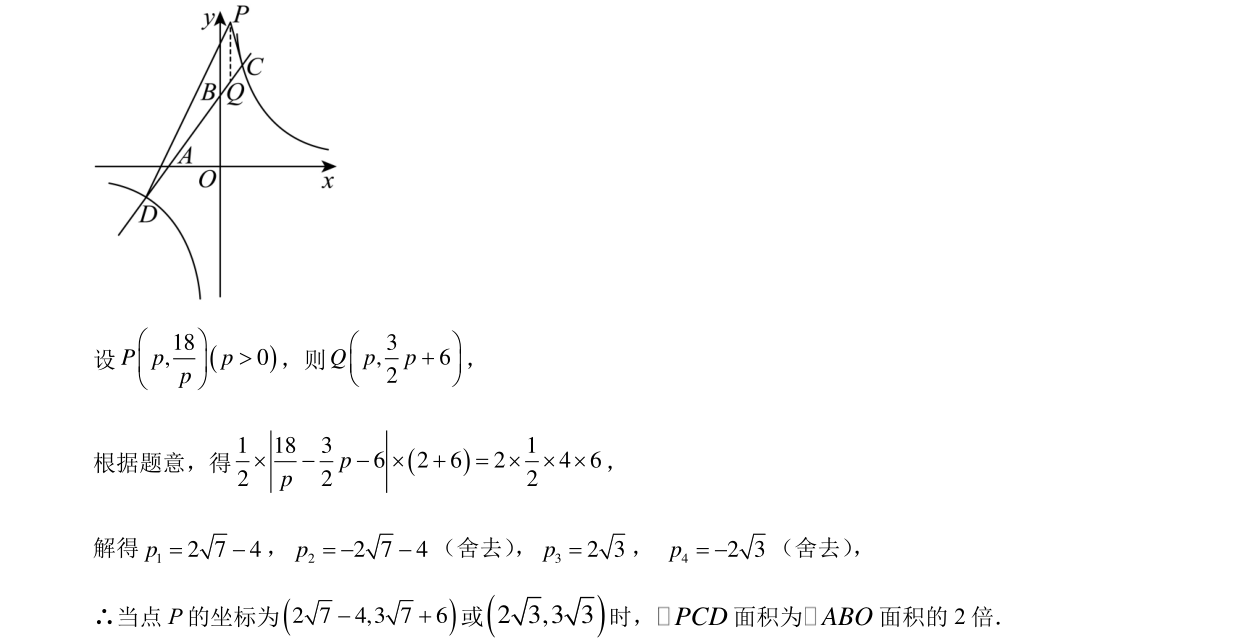 y P
C
B Q
A
O x
D
设 P(p, 18/p)(p > 0)，则 Q(p, 3/2 p + 6)，
根据题意，得 1/2 × |18/p − 3/2 p − 6| × (2 + 6) = 2 × 1/2 × 4 × 6，
解得 p₁ = 2√7 − 4， p₂ = −2√7 − 4（舍去）， p₃ = 2√3， p₄ = −2√3（舍去），
∴当点 P 的坐标为 (2√7 − 4, 3√7 + 6) 或 (2√3, 3√3) 时，□PCD 面积为□ABO 面积的 2 倍．